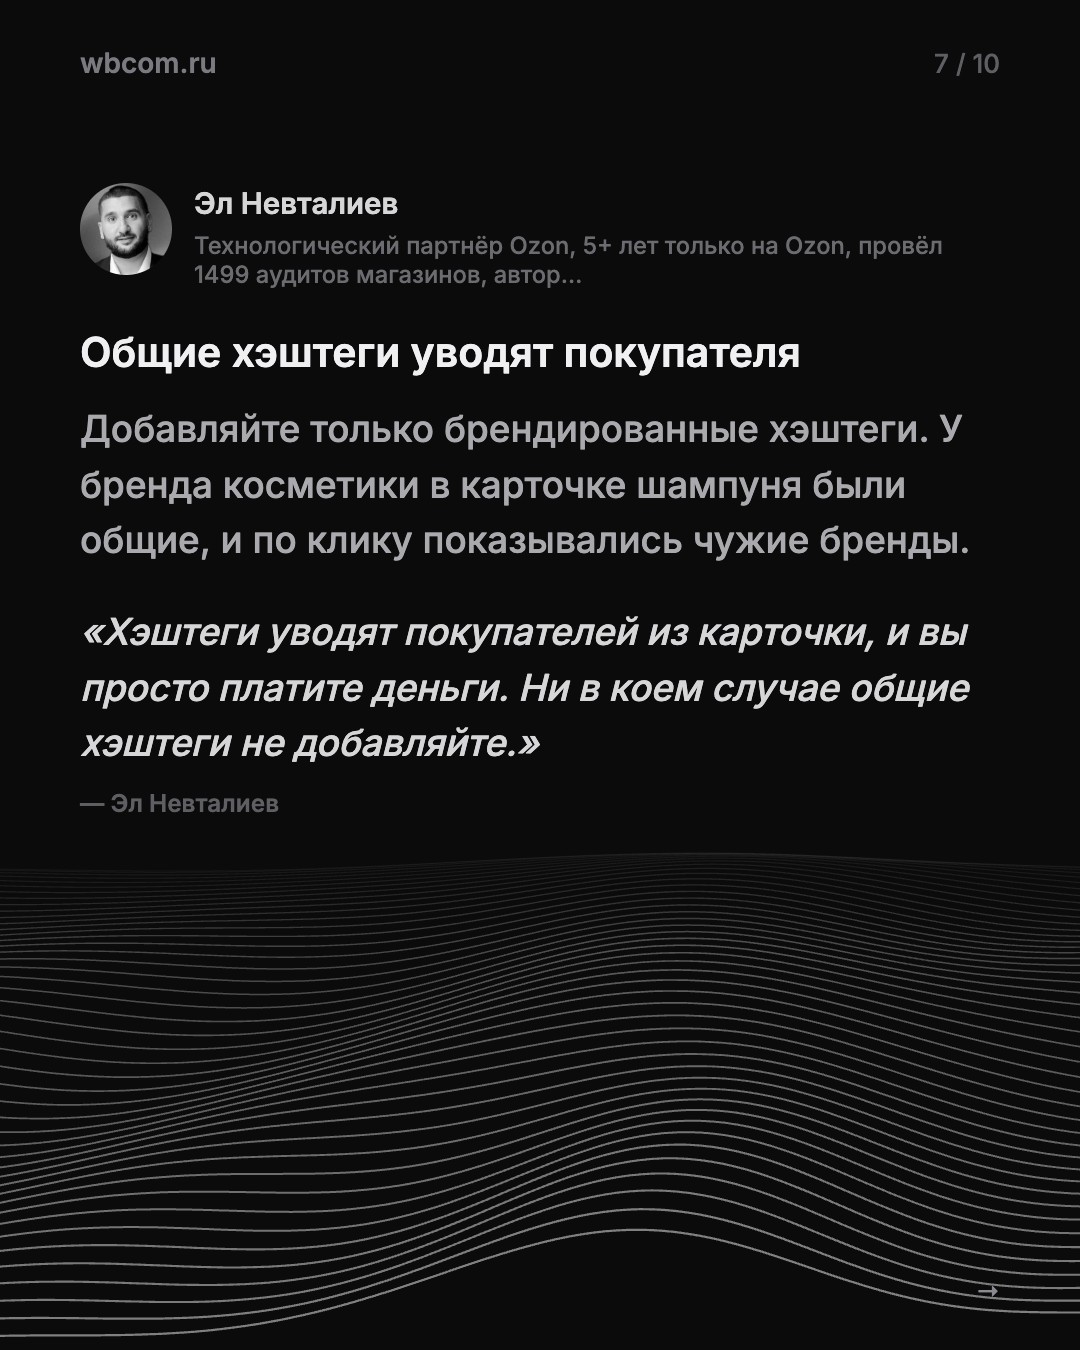 wbcom.ru
7 / 10
Эл Невталиев
Технологический партнёр Ozon, 5+ лет только на Ozon, провёл
1499 аудитов магазинов, автор...
Общие хэштеги уводят покупателя
Добавляйте только брендированные хэштеги. У
бренда косметики в карточке шампуня были
общие, и по клику показывались чужие бренды.
«Хэштеги уводят покупателей из карточки, и вы
просто платите деньги. Ни в коем случае общие
хэштеги не добавляйте.»
— Эл Невталиев
→